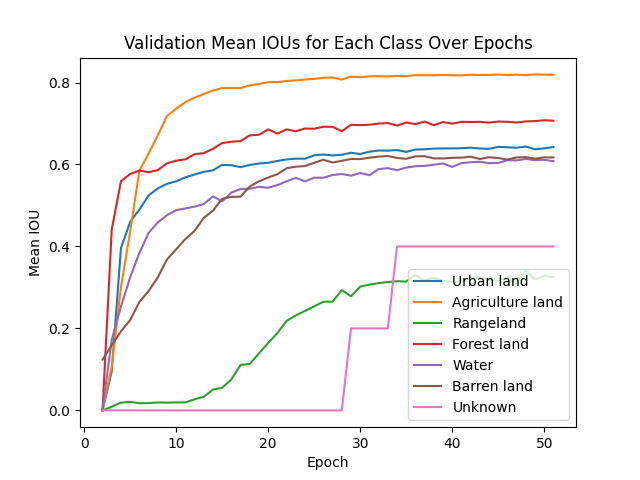 Validation Mean IOUs for Each Class Over Epochs
Mean IOU
0.8
0.6
0.4
0.2
0.0
Urban land
Agriculture land
Rangeland
Forest land
Water
Barren land
Unknown
0 10 20 30 40 50
Epoch